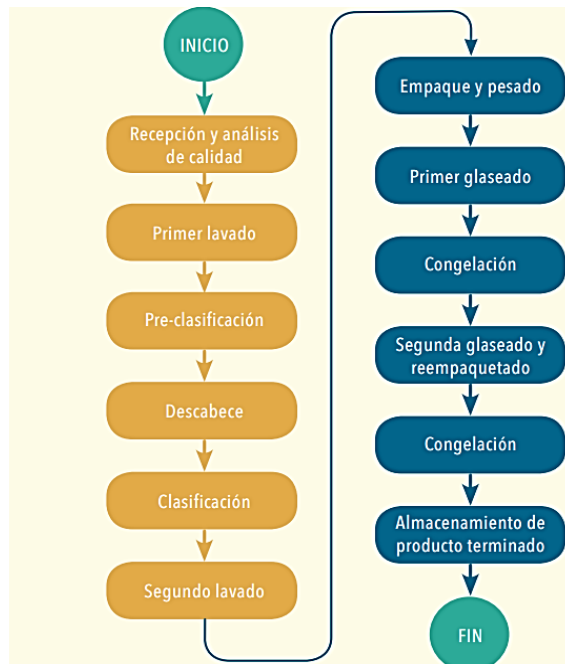 INICIO
Recepción y análisis
de calidad
Primer lavado
Pre-clasificación
Descabece
Clasificación
Segundo lavado
Empaque y pesado
Primer glaseado
Congelación
Segunda glaseado y
reempaquetado
Congelación
Almacenamiento de
producto terminado
FIN